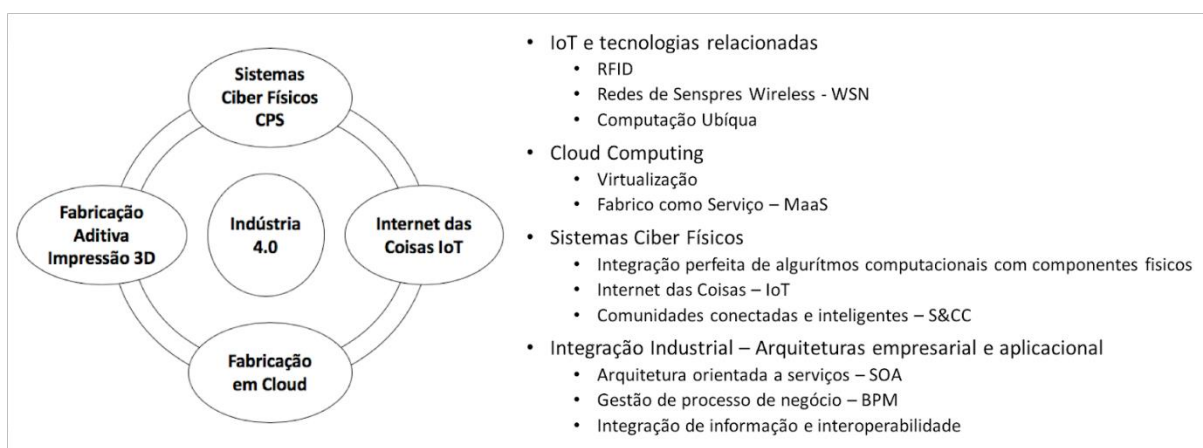 Sistemas
Ciber Físicos
CPS
Fabricação
Aditiva
Impressão 3D
Indústria
4.0
Internet das
Coisas IoT
Fabricação
em Cloud
• IoT e tecnologias relacionadas
• RFID
• Redes de Senspres Wireless - WSN
• Computação Ubíqua
• Cloud Computing
• Virtualização
• Fabrico como Serviço – MaaS
• Sistemas Ciber Físicos
• Integração perfeita de algurítmos computacionais com componentes fisicos
• Internet das Coisas – IoT
• Comunidades conectadas e inteligentes – S&CC
• Integração Industrial – Arquiteturas empresarial e aplicacional
• Arquitetura orientada a serviços – SOA
• Gestão de processo de negócio – BPM
• Integração de informação e interoperabilidade